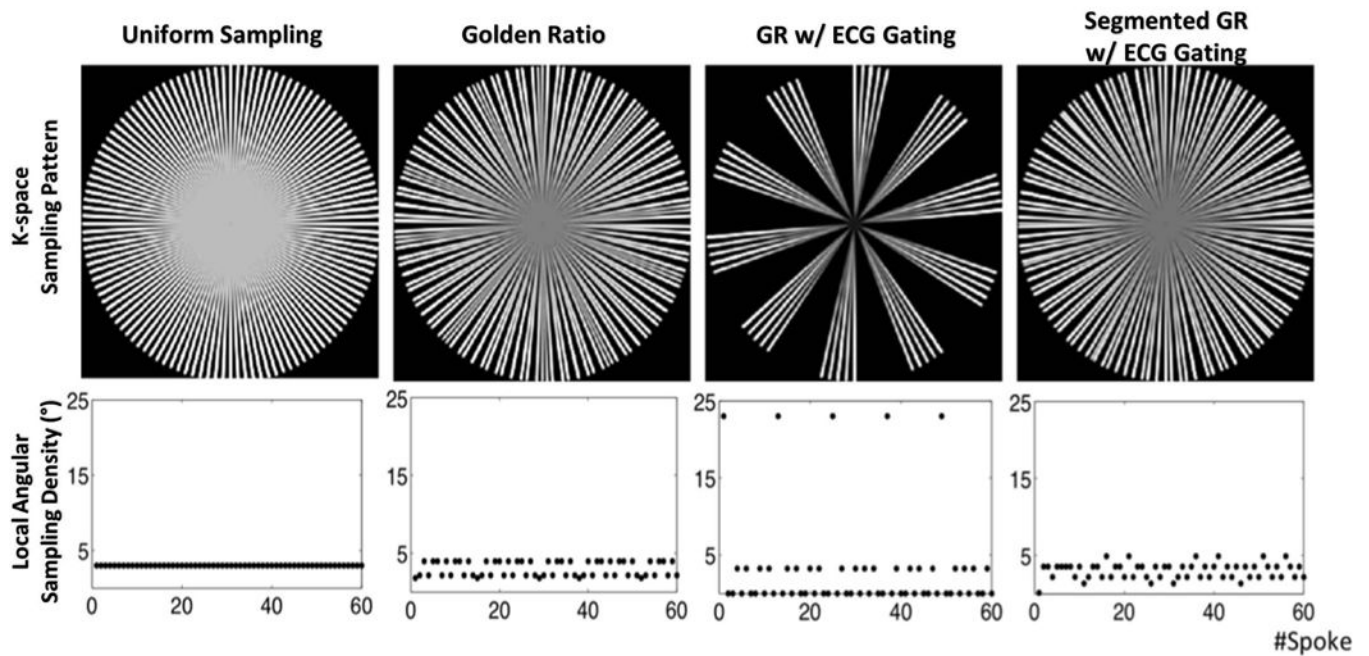 Uniform Sampling
Golden Ratio
GR w/ ECG Gating
Segmented GR
w/ ECG Gating
K-space
Sampling Pattern
Local Angular
Sampling Density (°)
25
15
5
0
20
40
60
25
15
5
0
20
40
60
25
15
5
0
20
40
60
25
15
5
0
20
40
60
#Spoke